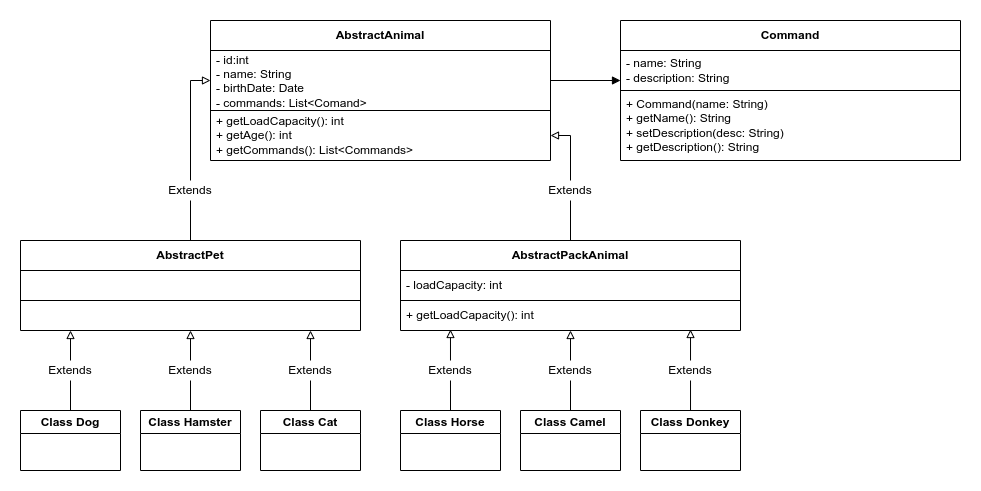 AbstractAnimal
- id:int
- name: String
- birthDate: Date
- commands: List<Comand>
+ getLoadCapacity(): int
+ getAge(): int
+ getCommands(): List<Commands>
Command
- name: String
- description: String
+ Command(name: String)
+ getName(): String
+ setDescription(desc: String)
+ getDescription(): String
Extends
Extends
AbstractPet
AbstractPackAnimal
- loadCapacity: int
+ getLoadCapacity(): int
Extends
Extends
Extends
Extends
Extends
Extends
Class Dog
Class Hamster
Class Cat
Class Horse
Class Camel
Class Donkey